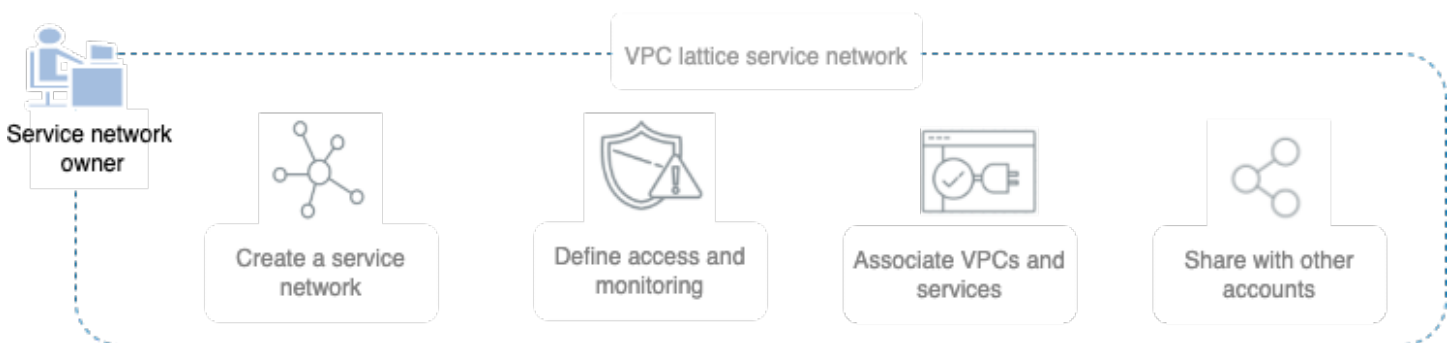 VPC lattice service network
Service network
owner
Create a service
network
Define access and
monitoring
Associate VPCs and
services
Share with other
accounts